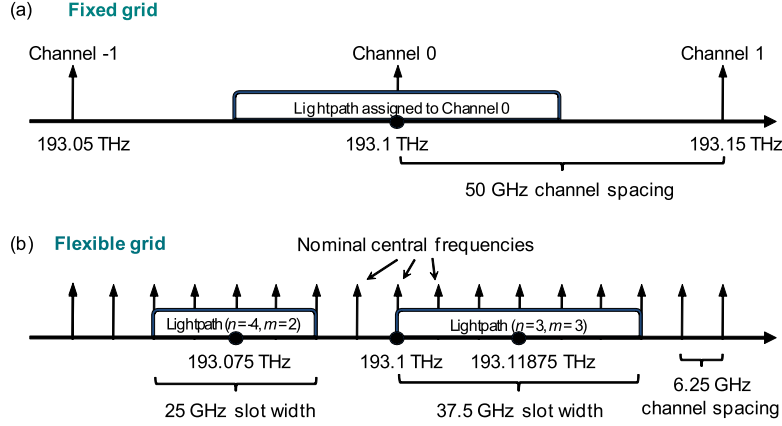 (a) Fixed grid
Channel -1 Channel 0 Channel 1
Lightpath assigned to Channel 0
193.05 THz 193.1 THz 193.15 THz
50 GHz channel spacing
(b) Flexible grid
Nominal central frequencies
Lightpath (n=-4, m=2) Lightpath (n=3, m=3)
193.075 THz 193.1 THz 193.11875 THz
25 GHz slot width 37.5 GHz slot width
6.25 GHz
channel spacing